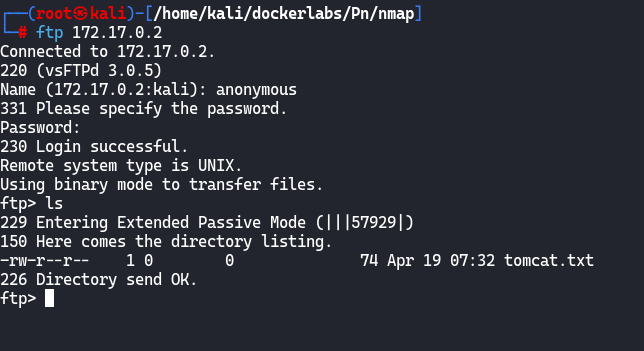 ┌──(root㉿kali)-[/home/kali/dockerlabs/Pn/nmap]
└─# ftp 172.17.0.2
Connected to 172.17.0.2.
220 (vsFTPd 3.0.5)
Name (172.17.0.2:kali): anonymous
331 Please specify the password.
Password:
230 Login successful.
Remote system type is UNIX.
Using binary mode to transfer files.
ftp> ls
229 Entering Extended Passive Mode (|||57929|)
150 Here comes the directory listing.
-rw-r--r--    1 0        0              74 Apr 19 07:32 tomcat.txt
226 Directory send OK.
ftp>